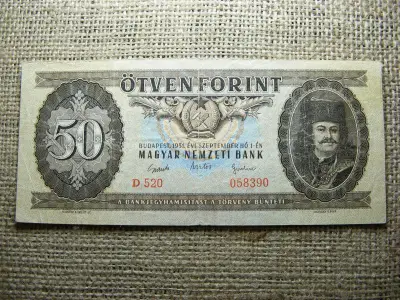 ÖTVEN FORINT
50
BUDAPEST, 1951. ÉVI SZEPTEMBER HÓ 1-ÉN
MAGYAR NEMZETI BANK
D 520 058390
A BANKJEGYHAMISÍTÁST A TÖRVÉNY BÜNTETI